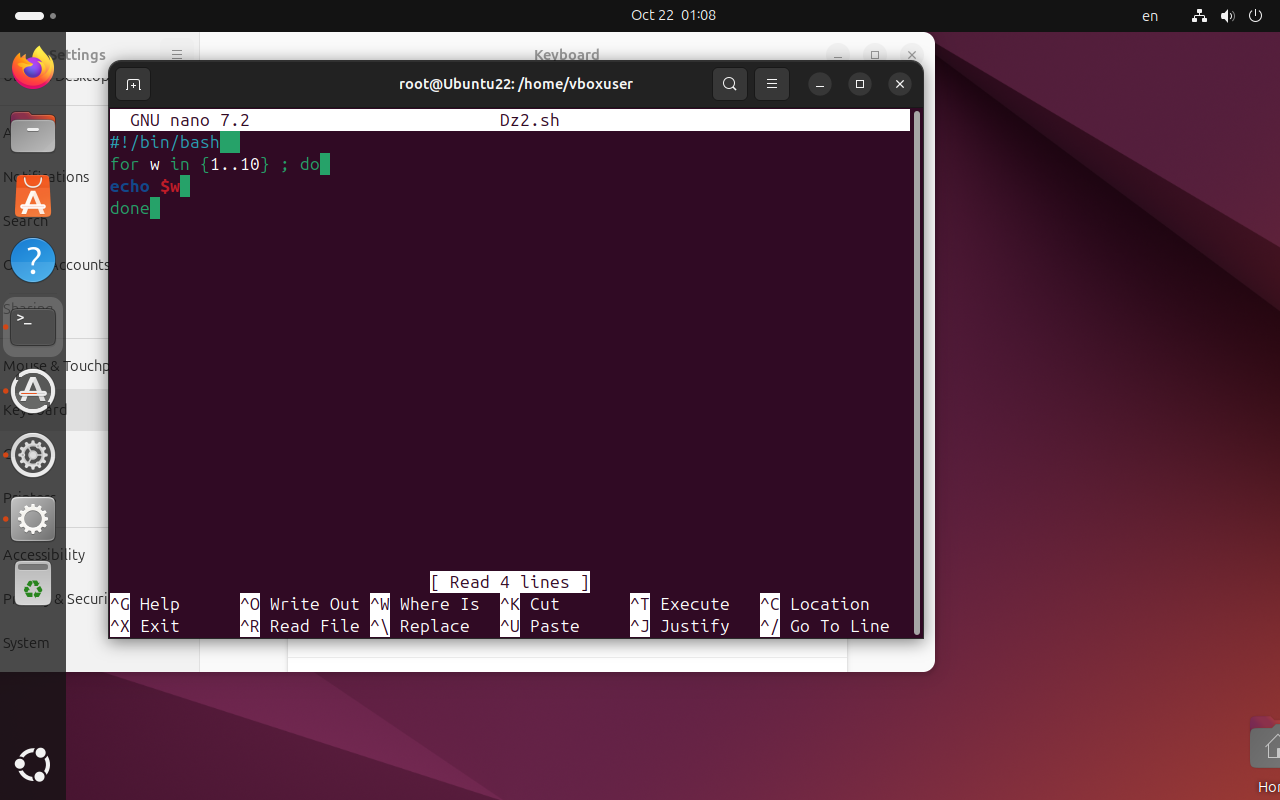 Oct 22 01:08
en
Settings
Keyboard
Desktop
root@Ubuntu22: /home/vboxuser
GNU nano 7.2 Dz2.sh
#!/bin/bash
for w in {1..10} ; do
echo $w
done
Notifications
Search
Accounts
Sharing
Mouse & Touchp
Keyboard
Printers
Accessibility
& Securi
System
[ Read 4 lines ]
^G Help ^O Write Out ^W Where Is ^K Cut ^T Execute ^C Location
^X Exit ^R Read File ^\ Replace ^U Paste ^J Justify ^/ Go To Line
Hor